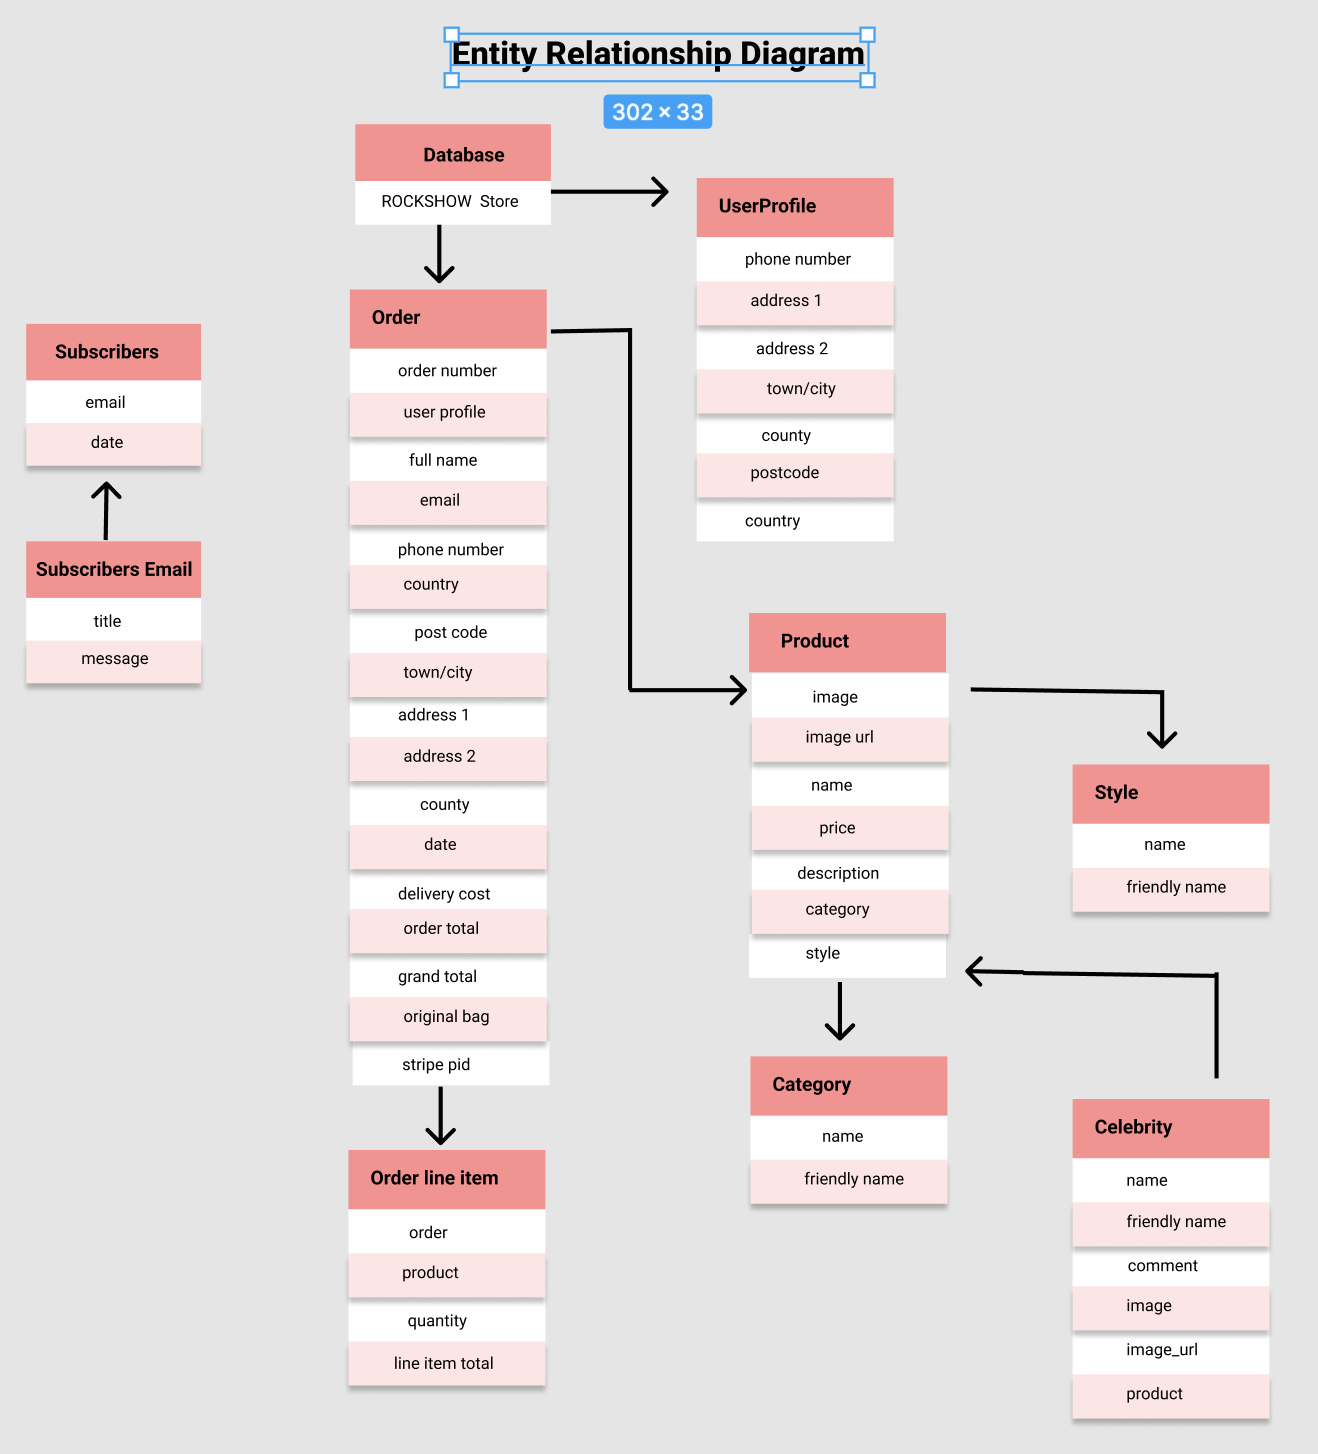 Entity Relationship Diagram
302 × 33
Database
ROCKSHOW Store
UserProfile
phone number
address 1
address 2
town/city
county
postcode
country
Order
order number
user profile
full name
email
phone number
country
post code
town/city
address 1
address 2
county
date
delivery cost
order total
grand total
original bag
stripe pid
Subscribers
email
date
Subscribers Email
title
message
Product
image
image url
name
price
description
category
style
Style
name
friendly name
Category
name
friendly name
Order line item
order
product
quantity
line item total
Celebrity
name
friendly name
comment
image
image_url
product